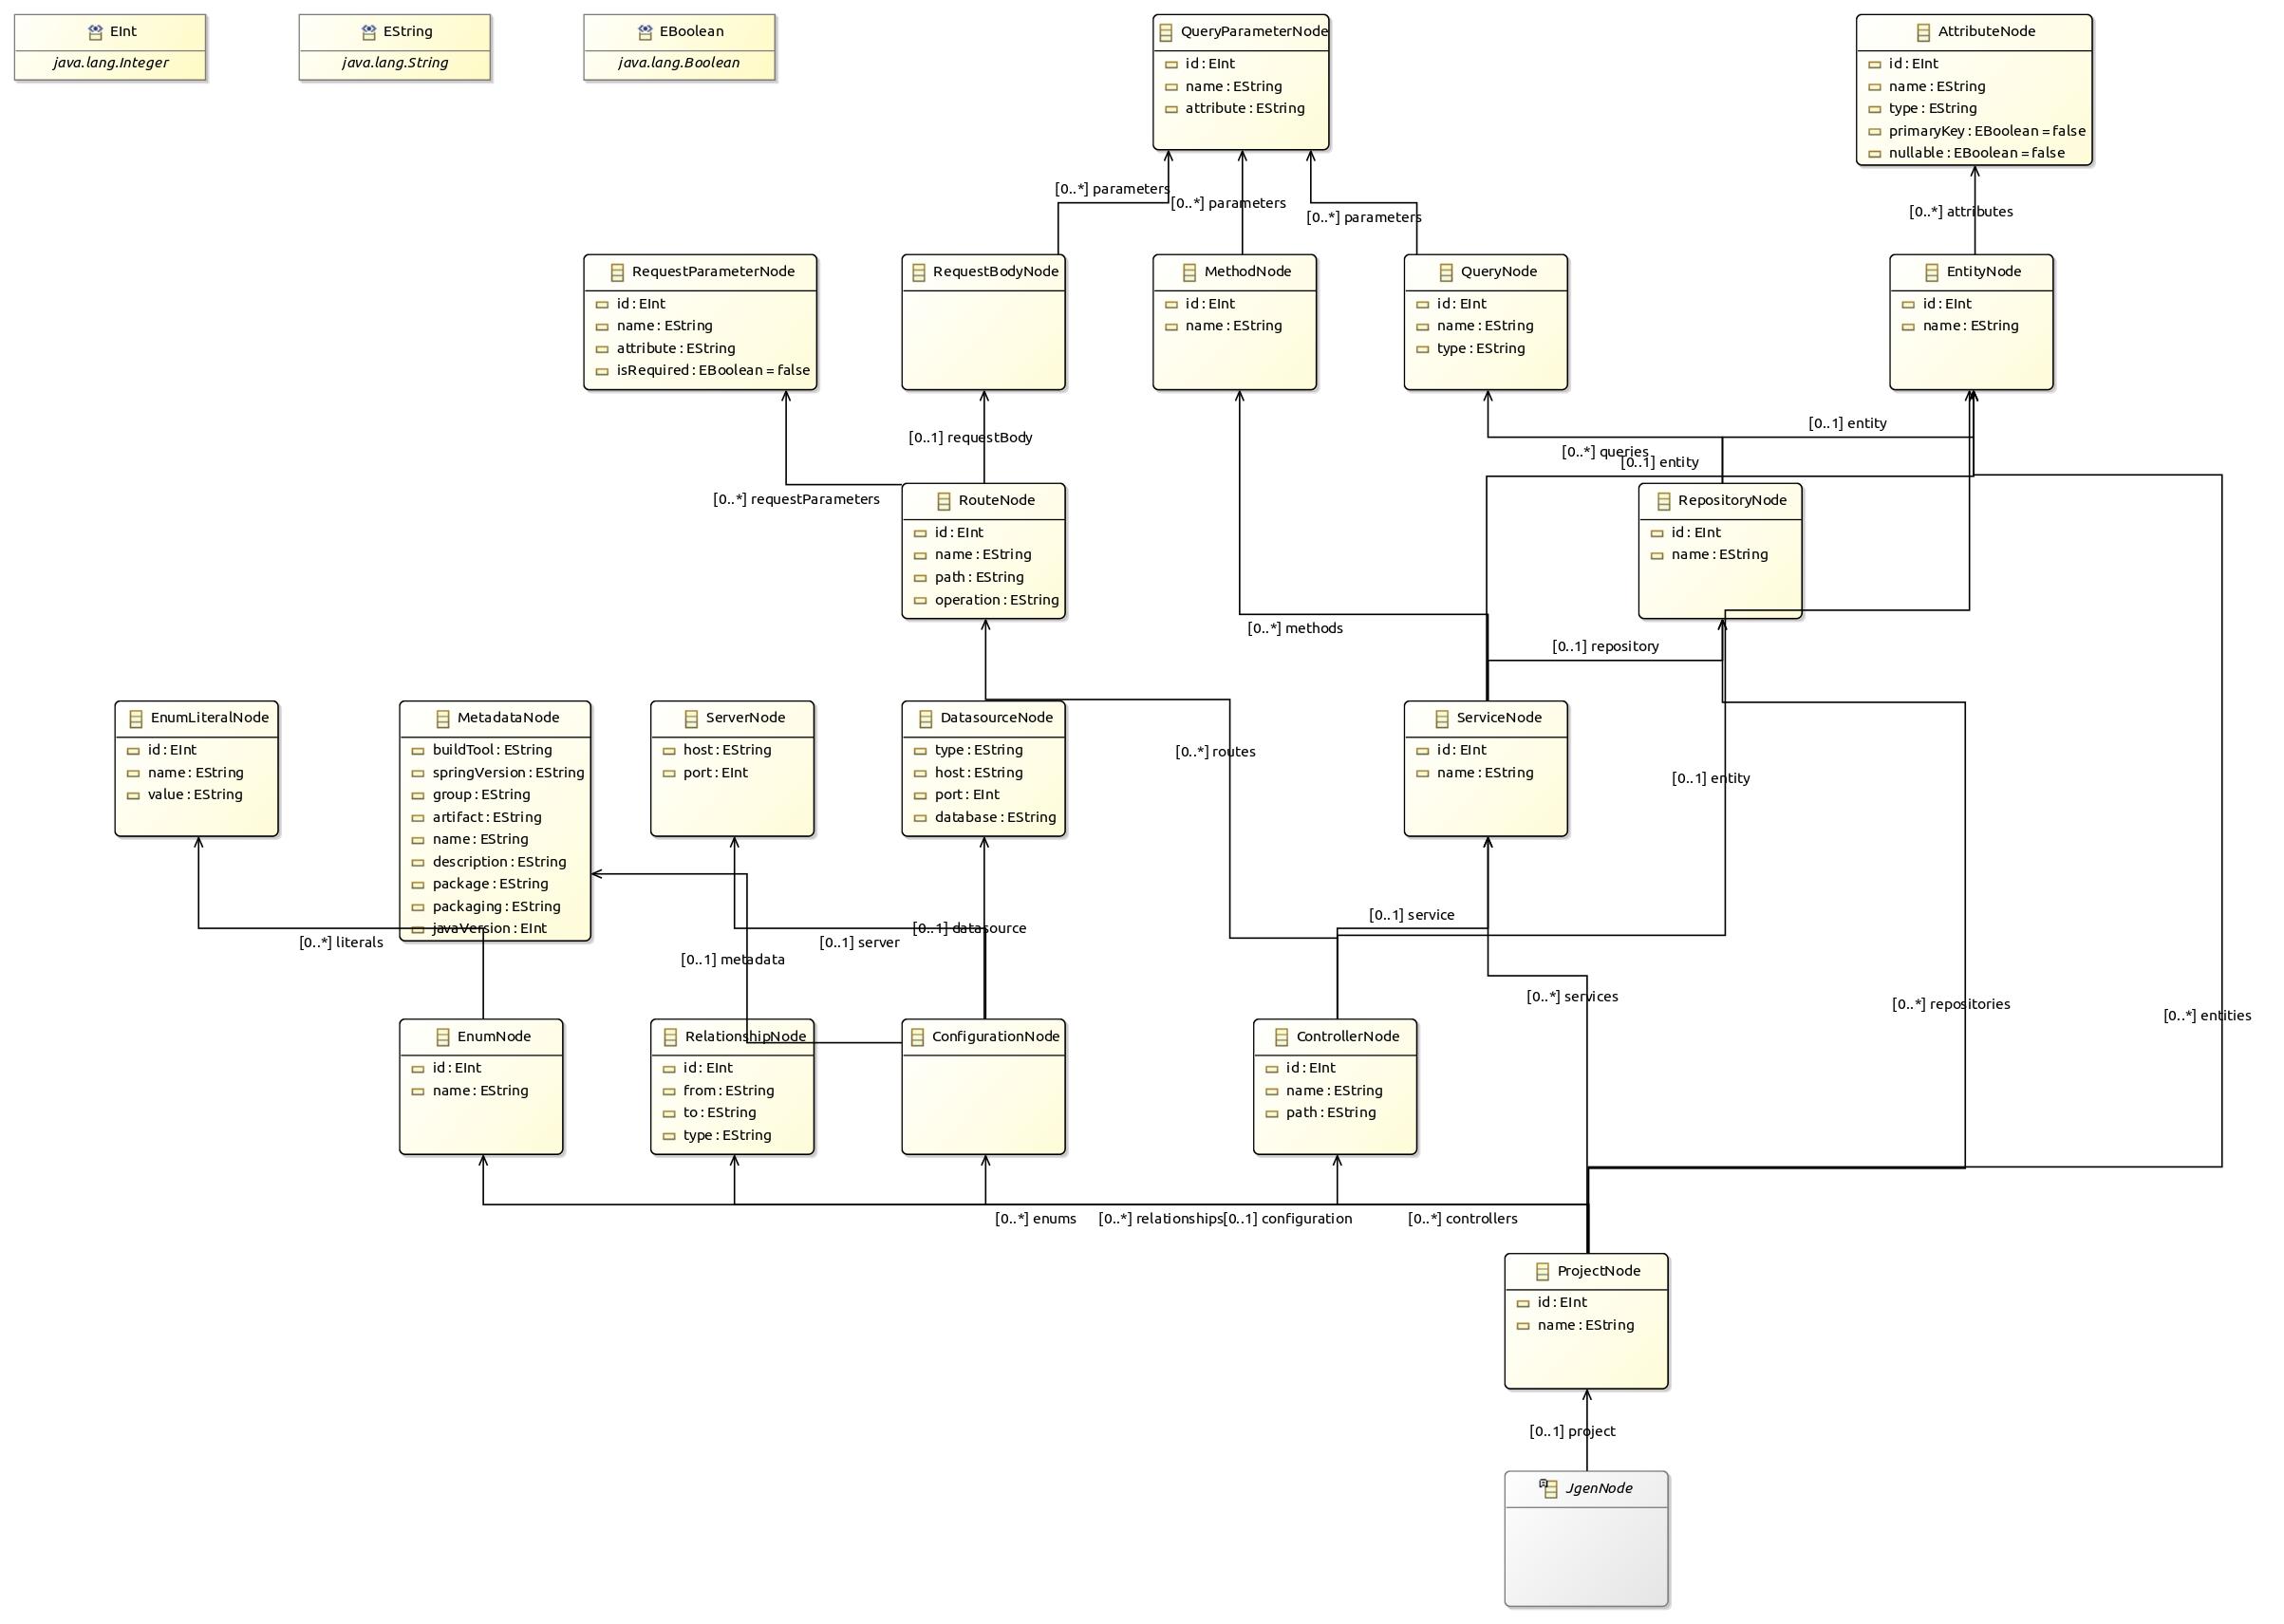 EInt
java.lang.Integer
EString
java.lang.String
EBoolean
java.lang.Boolean
QueryParameterNode
id : EInt
name : EString
attribute : EString
AttributeNode
id : EInt
name : EString
type : EString
primaryKey : EBoolean = false
nullable : EBoolean = false
[0..*] parameters
[0..*] parameters
[0..*] parameters
[0..*] attributes
RequestParameterNode
id : EInt
name : EString
attribute : EString
isRequired : EBoolean = false
RequestBodyNode
MethodNode
id : EInt
name : EString
QueryNode
id : EInt
name : EString
type : EString
EntityNode
id : EInt
name : EString
[0..1] requestBody
[0..1] entity
[0..*] queries
[0..1] entity
[0..*] requestParameters
RouteNode
id : EInt
name : EString
path : EString
operation : EString
RepositoryNode
id : EInt
name : EString
[0..*] methods
[0..1] repository
EnumLiteralNode
id : EInt
name : EString
value : EString
MetadataNode
buildTool : EString
springVersion : EString
group : EString
artifact : EString
name : EString
description : EString
package : EString
packaging : EString
javaVersion : EInt
ServerNode
host : EString
port : EInt
DatasourceNode
type : EString
host : EString
port : EInt
database : EString
[0..*] routes
ServiceNode
id : EInt
name : EString
[0..1] entity
[0..*] literals
[0..1] metadata
[0..1] server
[0..1] datasource
[0..1] service
[0..*] services
[0..*] repositories
[0..*] entities
EnumNode
id : EInt
name : EString
RelationshipNode
id : EInt
from : EString
to : EString
type : EString
ConfigurationNode
ControllerNode
id : EInt
name : EString
path : EString
[0..*] enums
[0..*] relationships
[0..1] configuration
[0..*] controllers
ProjectNode
id : EInt
name : EString
[0..1] project
JgenNode